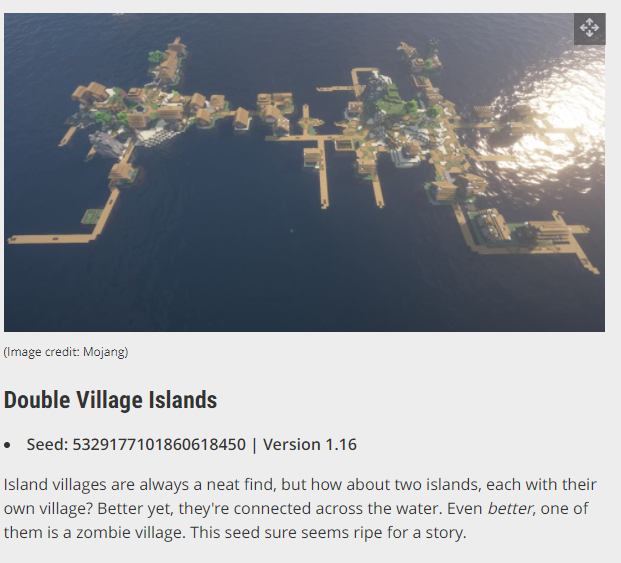 (Image credit: Mojang)
Double Village Islands
• Seed: 5329177101860618450 | Version 1.16
Island villages are always a neat find, but how about two islands, each with their
own village? Better yet, they're connected across the water. Even better, one of
them is a zombie village. This seed sure seems ripe for a story.